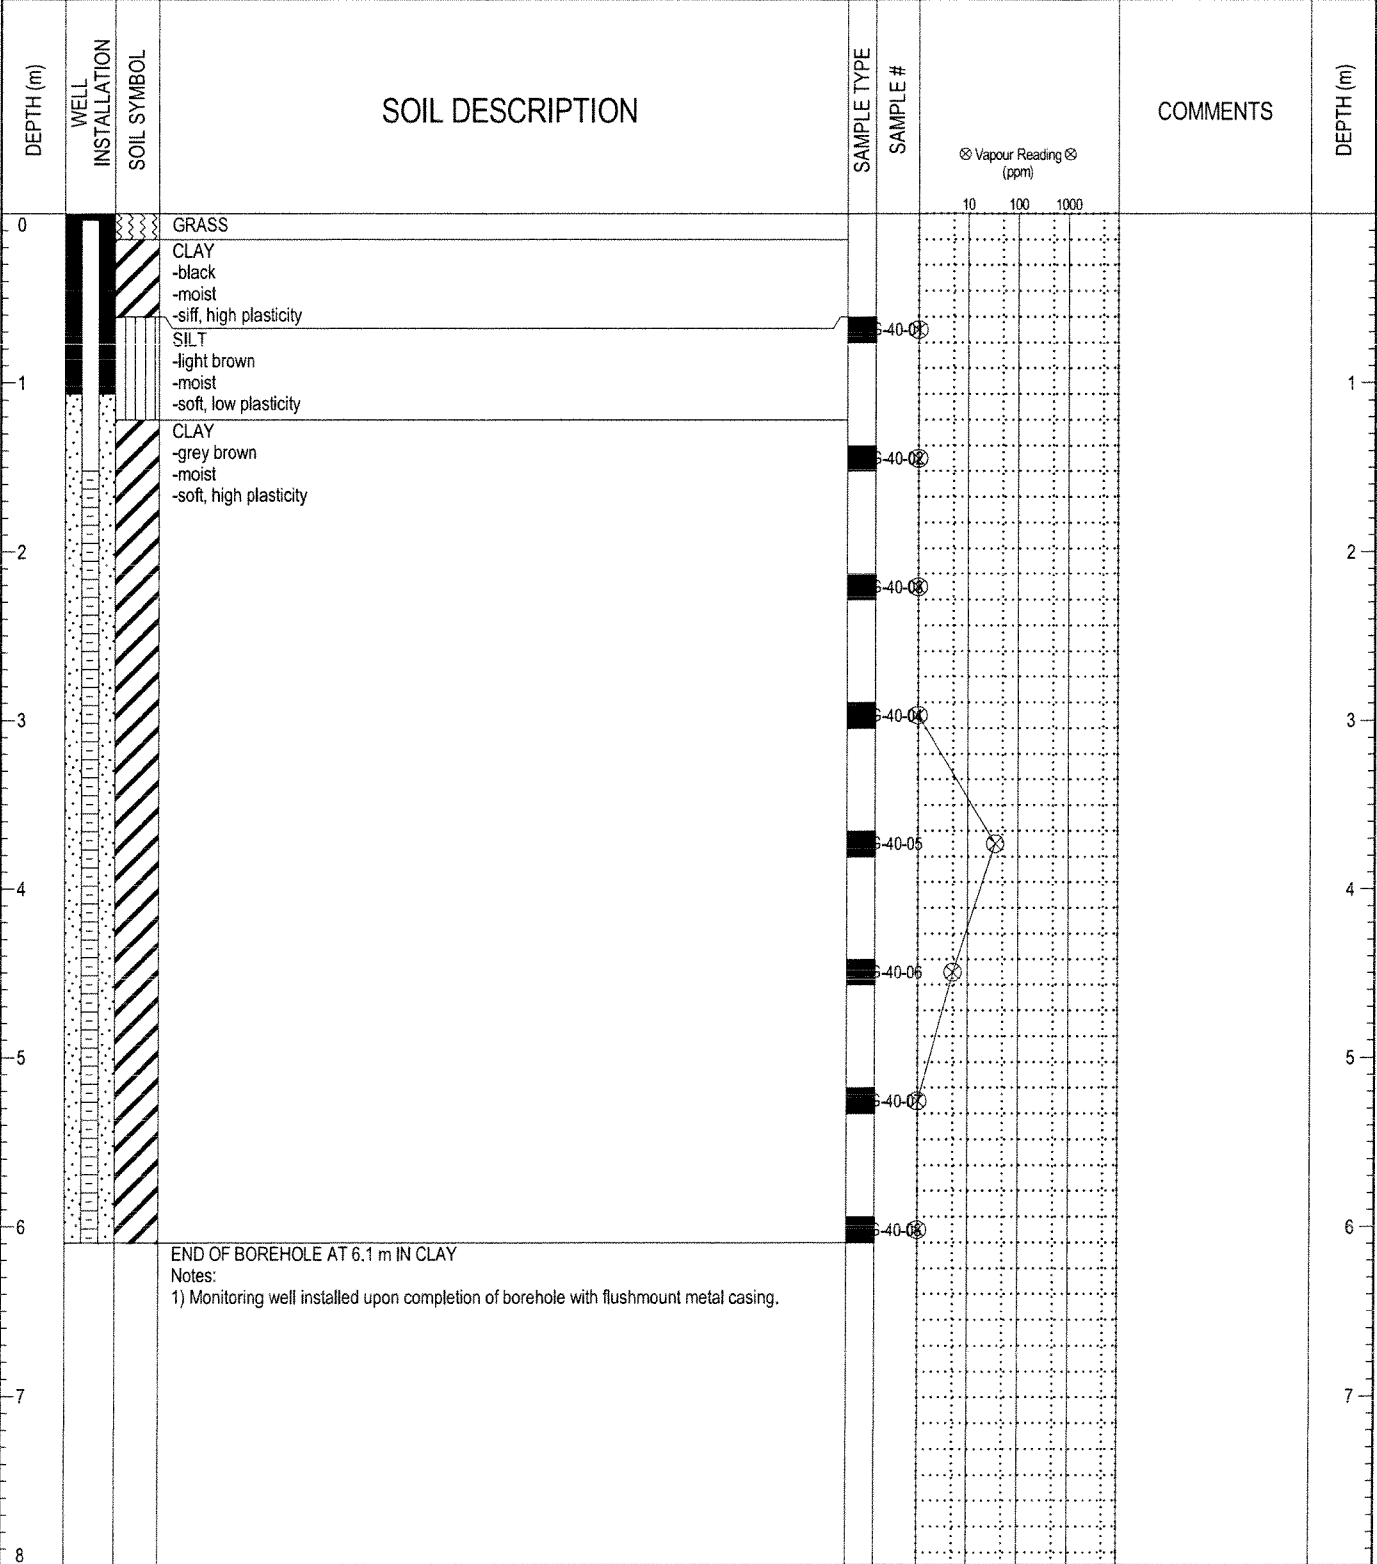 DEPTH (m)
WELL INSTALLATION
SOIL SYMBOL
SOIL DESCRIPTION
SAMPLE TYPE
SAMPLE #
⊗ Vapour Reading ⊗
(ppm)
10 100 1000
COMMENTS
DEPTH (m)
0
GRASS
CLAY
-black
-moist
-siff, high plasticity
SILT
-light brown
-moist
-soft, low plasticity
1
1
CLAY
-grey brown
-moist
-soft, high plasticity
2
2
3
3
-40-05
4
4
-40-06
5
5
6
6
END OF BOREHOLE AT 6.1 m IN CLAY
Notes:
1) Monitoring well installed upon completion of borehole with flushmount metal casing.
7
7
8